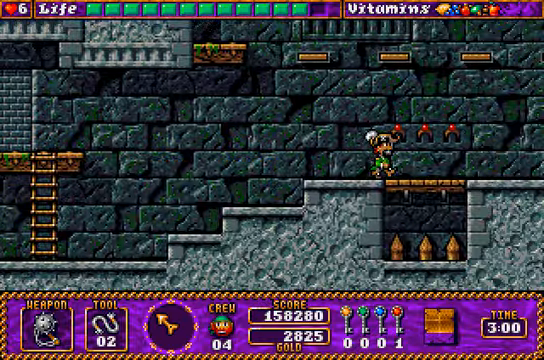 6 Life Vitamins
WEAPON TOOL CREW SCORE TIME
158280
02 04 2825 0 0 0 1 3:00
GOLD